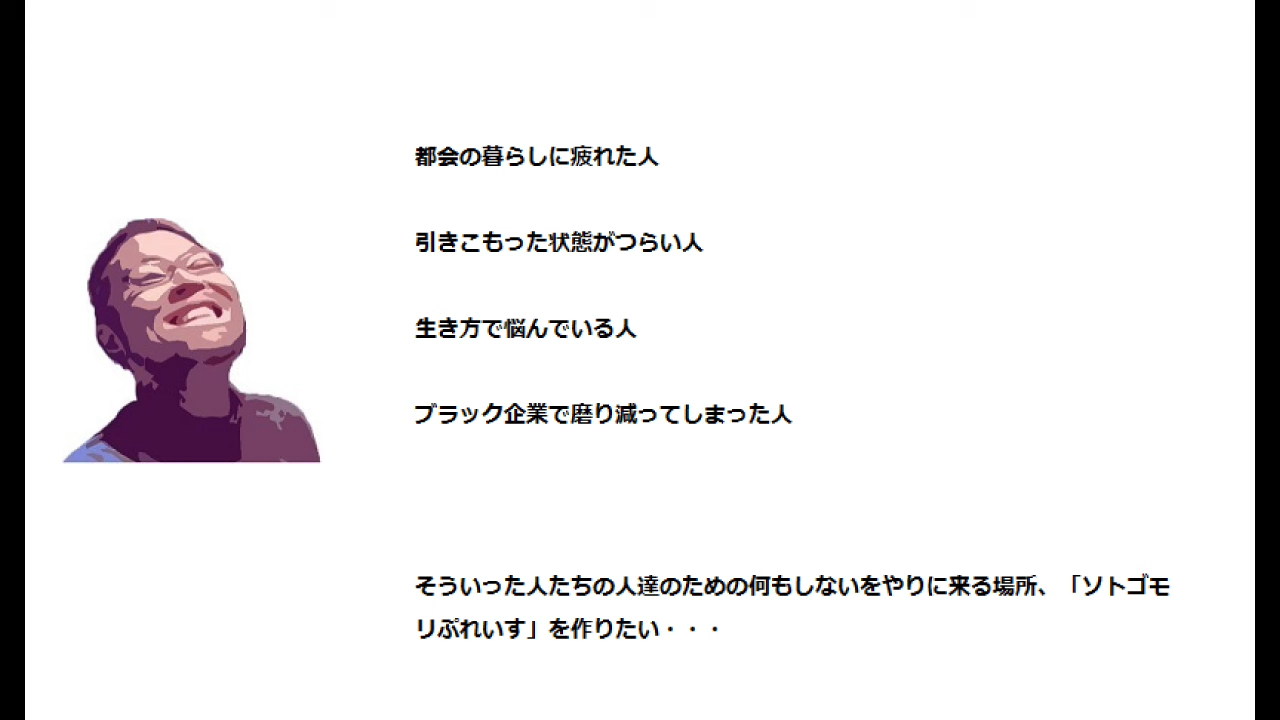 都会の暮らしに疲れた人
引きこもった状態がつらい人
生き方で悩んでいる人
ブラック企業で磨り減ってしまった人
そういった人たちの人達のための何もしないをやりに来る場所、「ソトゴモ
リぷれいす」を作りたい・・・